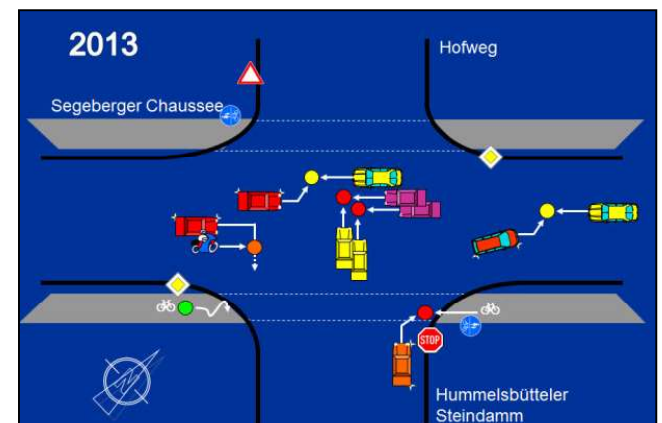 2013
Hofweg
Segeberger Chaussee
STOP
Hummelsbütteler
Steindamm